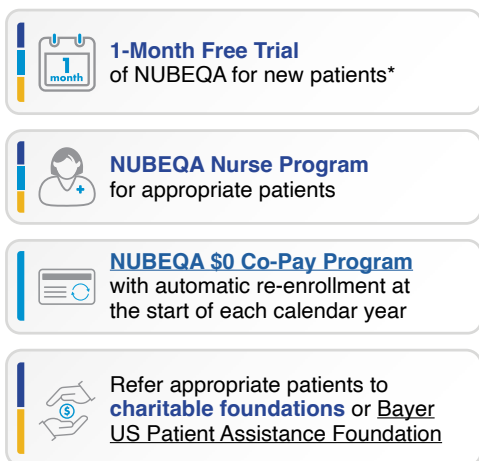 1-Month Free Trial
1
month
of NUBEQA for new patients*
NUBEQA Nurse Program
for appropriate patients
NUBEQA $0 Co-Pay Program
with automatic re-enrollment at
the start of each calendar year
Refer appropriate patients to
charitable foundations or Bayer
$
US Patient Assistance Foundation